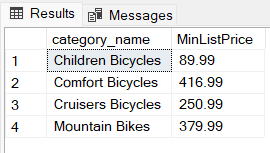 Results Messages
category_name MinListPrice
1 Children Bicycles 89.99
2 Comfort Bicycles 416.99
3 Cruisers Bicycles 250.99
4 Mountain Bikes 379.99